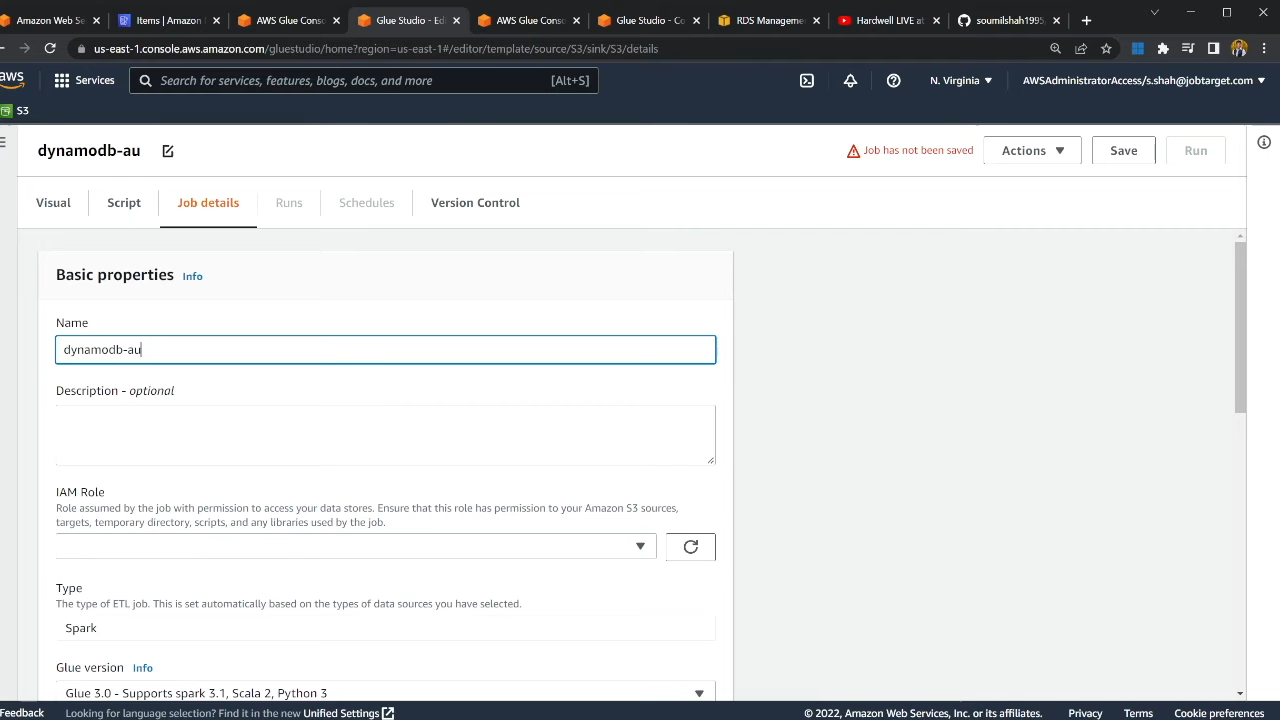 Dynamo Web Ser
Items | Amazon
AWS Glue Conso
Glue Studio - Edi
AWS Glue Conso
Glue Studio - Co
RDS Manageme
Hardwell LIVE at
soumilshah1995
us-east-1.console.aws.amazon.com/gluestudio/home?region=us-east-1#/editor/template/source/S3/sink/S3/details
aws
Services
Search for services, features, blogs, docs, and more
[Alt+S]
N. Virginia
AWSAdministratorAccess/s.shah@jobtarget.com
S3
dynamodb-au
Job has not been saved
Actions
Save
Run
Visual
Script
Job details
Runs
Schedules
Version Control
Basic properties Info
Name
dynamodb-au
Description - optional
IAM Role
Role assumed by the job with permission to access your data stores. Ensure that this role has permission to your Amazon S3 sources,
targets, temporary directory, scripts, and any libraries used by the job.
Type
The type of ETL job. This is set automatically based on the types of data sources you have selected.
Spark
Glue version Info
Glue 3.0 - Supports spark 3.1, Scala 2, Python 3
Feedback
Looking for language selection? Find it in the new Unified Settings
© 2022, Amazon Web Services, Inc. or its affiliates.
Privacy
Terms
Cookie preferences